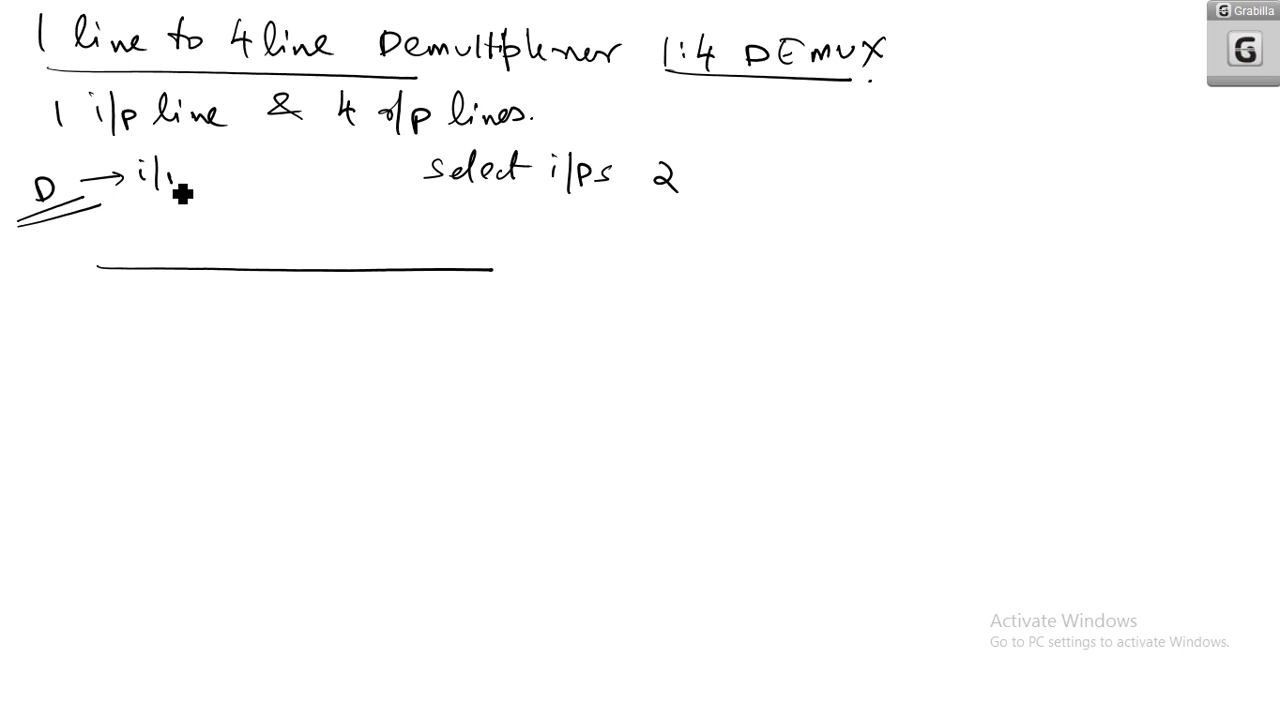 1 line to 4 line Demultiplexer 1:4 DEMUX
1 i/p line & 4 o/p lines.
D → i/
select i/ps 2
Grabilla
G
Activate Windows
Go to PC settings to activate Windows.